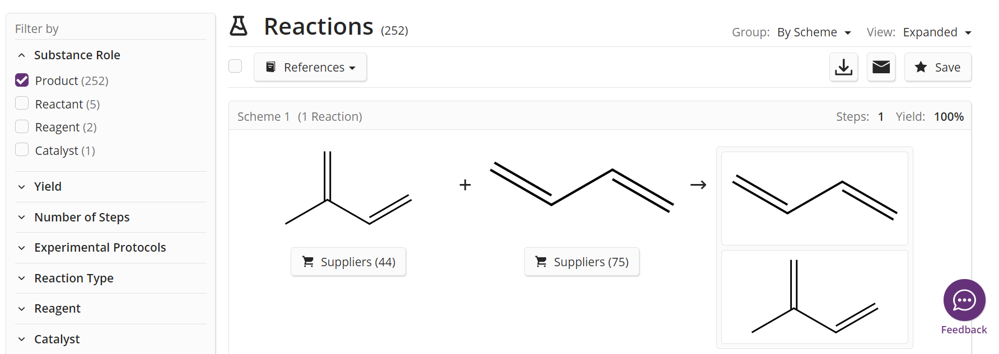 Filter by
Substance Role
Product (252)
Reactant (5)
Reagent (2)
Catalyst (1)
Yield
Number of Steps
Experimental Protocols
Reaction Type
Reagent
Catalyst
Reactions (252)
Group: By Scheme View: Expanded
References
Save
Scheme 1 (1 Reaction) Steps: 1 Yield: 100%
+ →
Suppliers (44) Suppliers (75)
Feedback